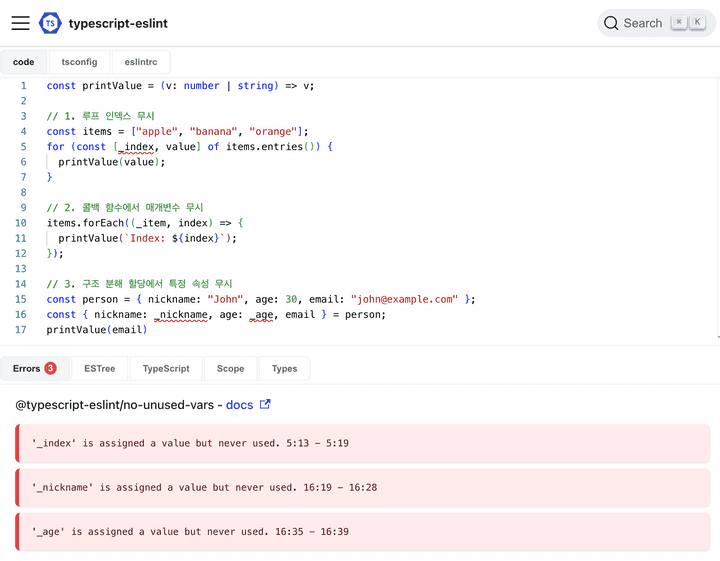 typescript-eslint
Search ⌘ K
code tsconfig eslintrc
1 const printValue = (v: number | string) => v;
2
3 // 1. 루프 인덱스 무시
4 const items = ["apple", "banana", "orange"];
5 for (const [_index, value] of items.entries()) {
6 printValue(value);
7 }
8
9 // 2. 콜백 함수에서 매개변수 무시
10 items.forEach((_item, index) => {
11 printValue(`Index: ${index}`);
12 });
13
14 // 3. 구조 분해 할당에서 특정 속성 무시
15 const person = { nickname: "John", age: 30, email: "john@example.com" };
16 const { nickname: _nickname, age: _age, email } = person;
17 printValue(email)
Errors 3 ESTree TypeScript Scope Types
@typescript-eslint/no-unused-vars - docs
'_index' is assigned a value but never used. 5:13 – 5:19
'_nickname' is assigned a value but never used. 16:19 – 16:28
'_age' is assigned a value but never used. 16:35 – 16:39